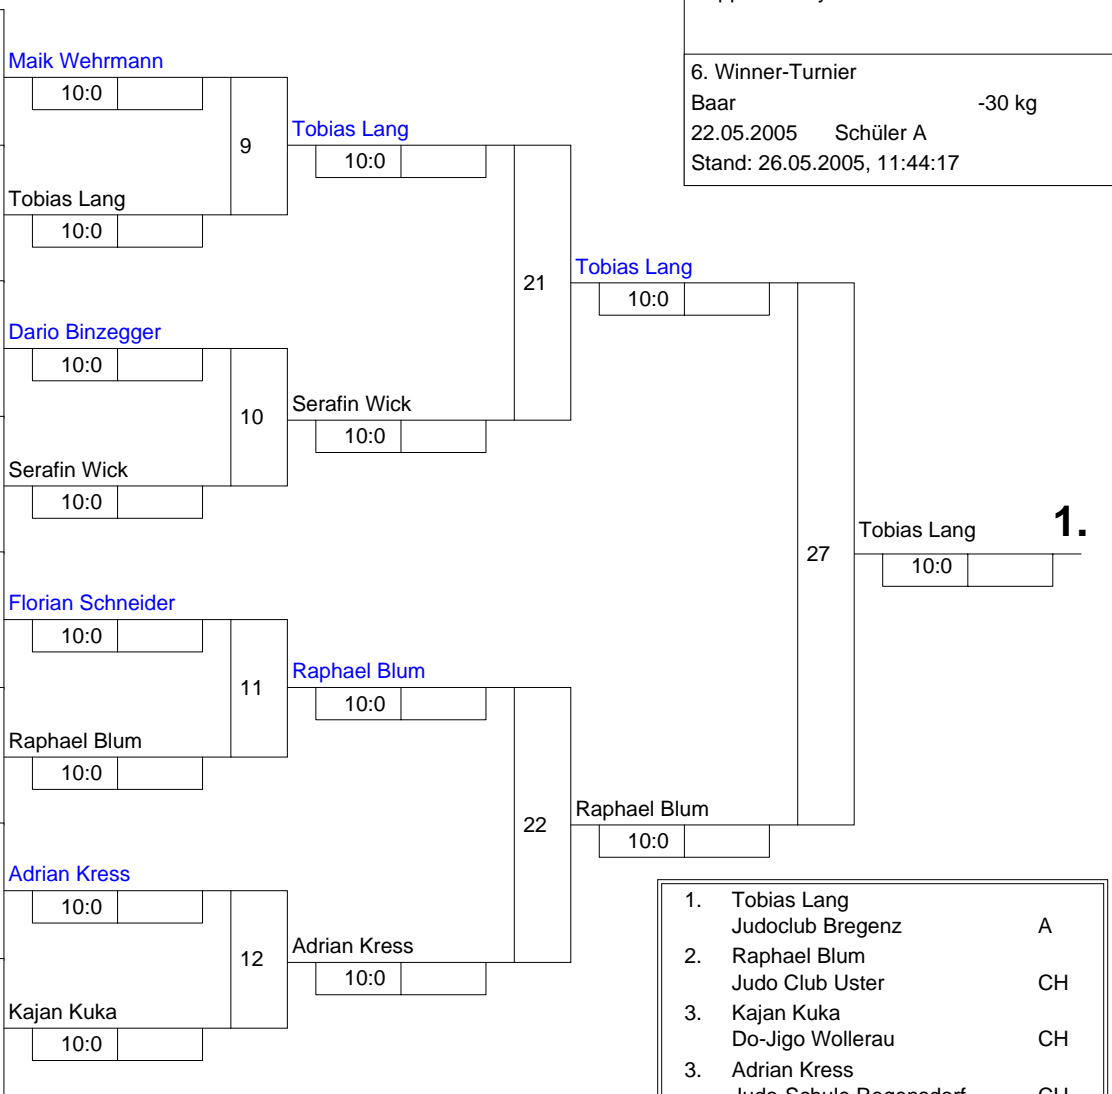 6. Winner-Turnier
Baar -30 kg
22.05.2005 Schüler A
Stand: 26.05.2005, 11:44:17
Maik Wehrmann
10:0
9
Tobias Lang
10:0
Tobias Lang
10:0
21
Dario Binzegger
10:0
10
Serafin Wick
10:0
Serafin Wick
10:0
Tobias Lang
10:0
27
Tobias Lang 1.
10:0
Florian Schneider
10:0
11
Raphael Blum
10:0
Raphael Blum
10:0
22
Raphael Blum
10:0
Adrian Kress
10:0
12
Adrian Kress
10:0
Kajan Kuka
10:0
1. Tobias Lang
Judoclub Bregenz A
2. Raphael Blum
Judo Club Uster CH
3. Kajan Kuka
Do-Jigo Wollerau CH
3. Adrian Kress
Judo-Schule Regensdorf CH